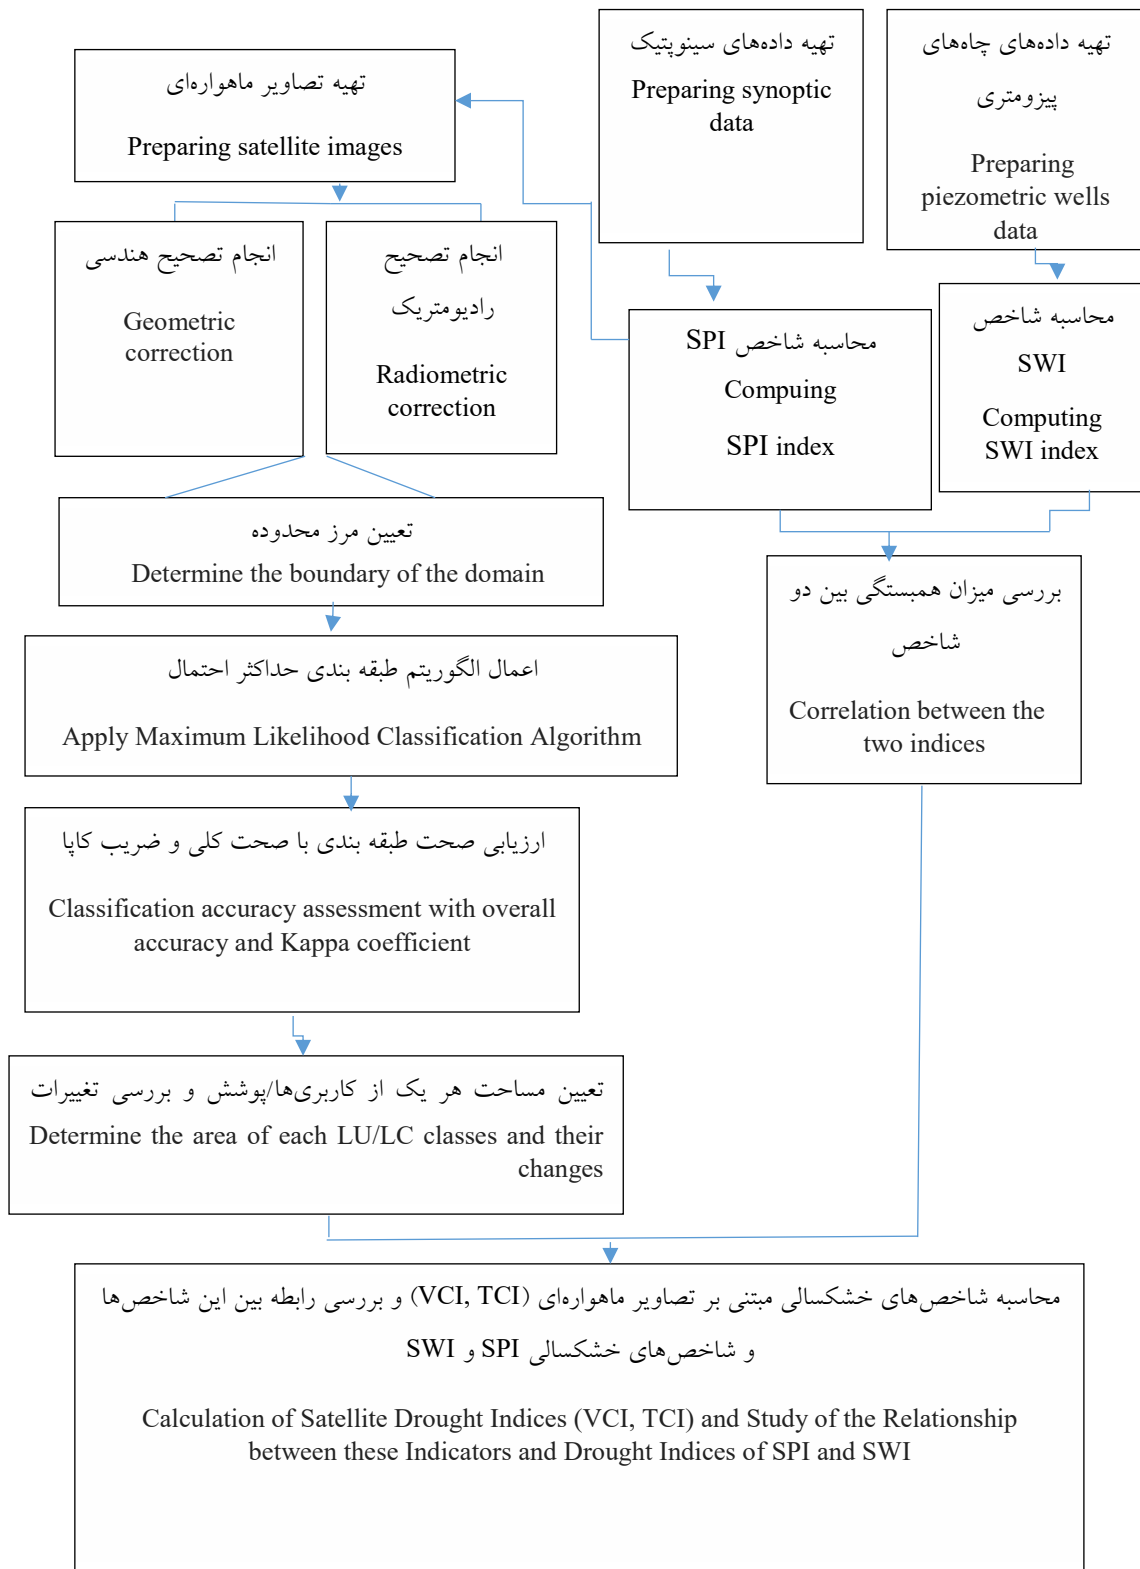 تهیه تصاویر ماهواره‌ای
Preparing satellite images
تهیه داده‌های سینوپتیک
Preparing synoptic
data
تهیه داده‌های چاه‌های
پیزومتری
Preparing
piezometric wells
data
انجام تصحیح هندسی
Geometric
correction
انجام تصحیح
رادیومتریک
Radiometric
correction
محاسبه شاخص SPI
Compuing
SPI index
محاسبه شاخص
SWI
Computing
SWI index
تعیین مرز محدوده
Determine the boundary of the domain
بررسی میزان همبستگی بین دو
شاخص
Correlation between the
two indices
اعمال الگوریتم طبقه بندی حداکثر احتمال
Apply Maximum Likelihood Classification Algorithm
ارزیابی صحت طبقه بندی با صحت کلی و ضریب کاپا
Classification accuracy assessment with overall
accuracy and Kappa coefficient
تعیین مساحت هر یک از کاربری‌ها/پوشش و بررسی تغییرات
Determine the area of each LU/LC classes and their
changes
محاسبه شاخص‌های خشکسالی مبتنی بر تصاویر ماهواره‌ای (VCI, TCI) و بررسی رابطه بین این شاخص‌ها
و شاخص‌های خشکسالی SPI و SWI
Calculation of Satellite Drought Indices (VCI, TCI) and Study of the Relationship
between these Indicators and Drought Indices of SPI and SWI